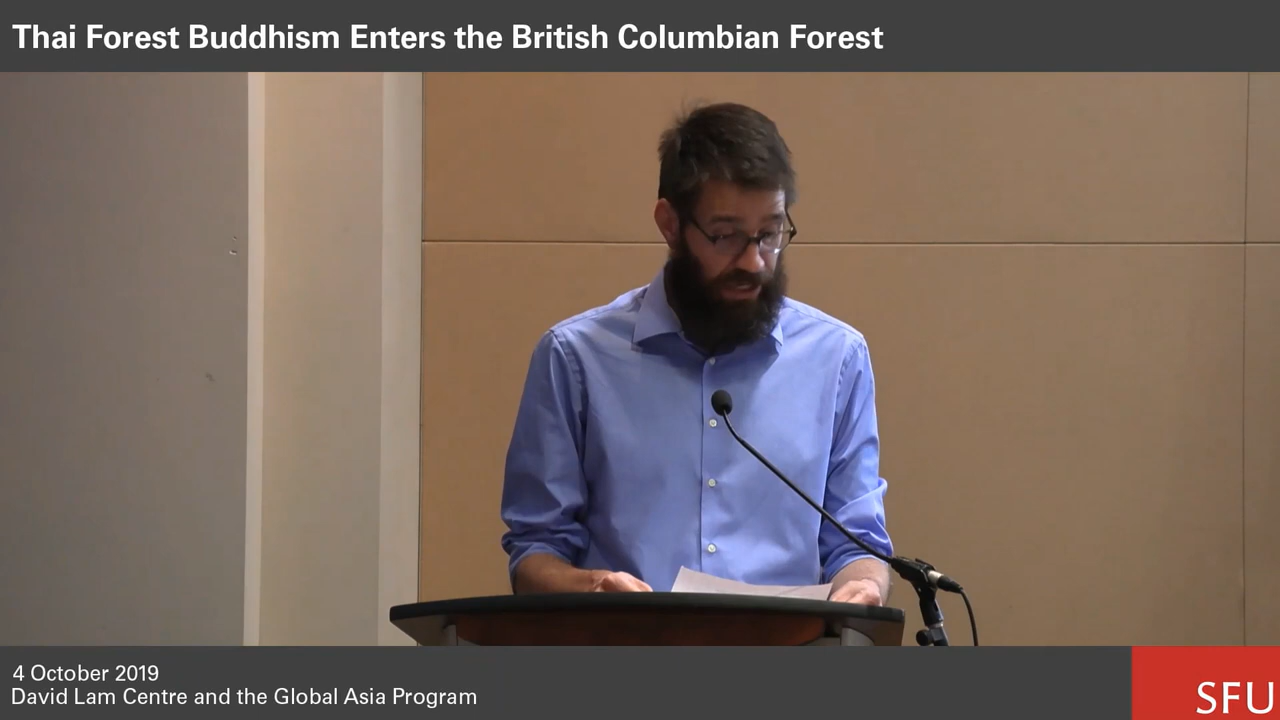 Thai Forest Buddhism Enters the British Columbian Forest
4 October 2019
David Lam Centre and the Global Asia Program
SFU